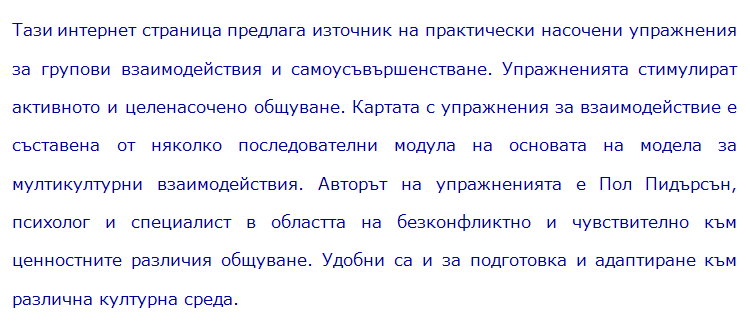 Тази интернет страница предлага източник на практически насочени упражнения
за групови взаимодействия и самоусъвършенстване. Упражненията стимулират
активното и целенасочено общуване. Картата с упражнения за взаимодействие е
съставена от няколко последователни модула на основата на модела за
мултикултурни взаимодействия. Авторът на упражненията е Пол Пидърсън,
психолог и специалист в областта на безконфликтно и чувствително към
ценностните различия общуване. Удобни са и за подготовка и адаптиране към
различна културна среда.